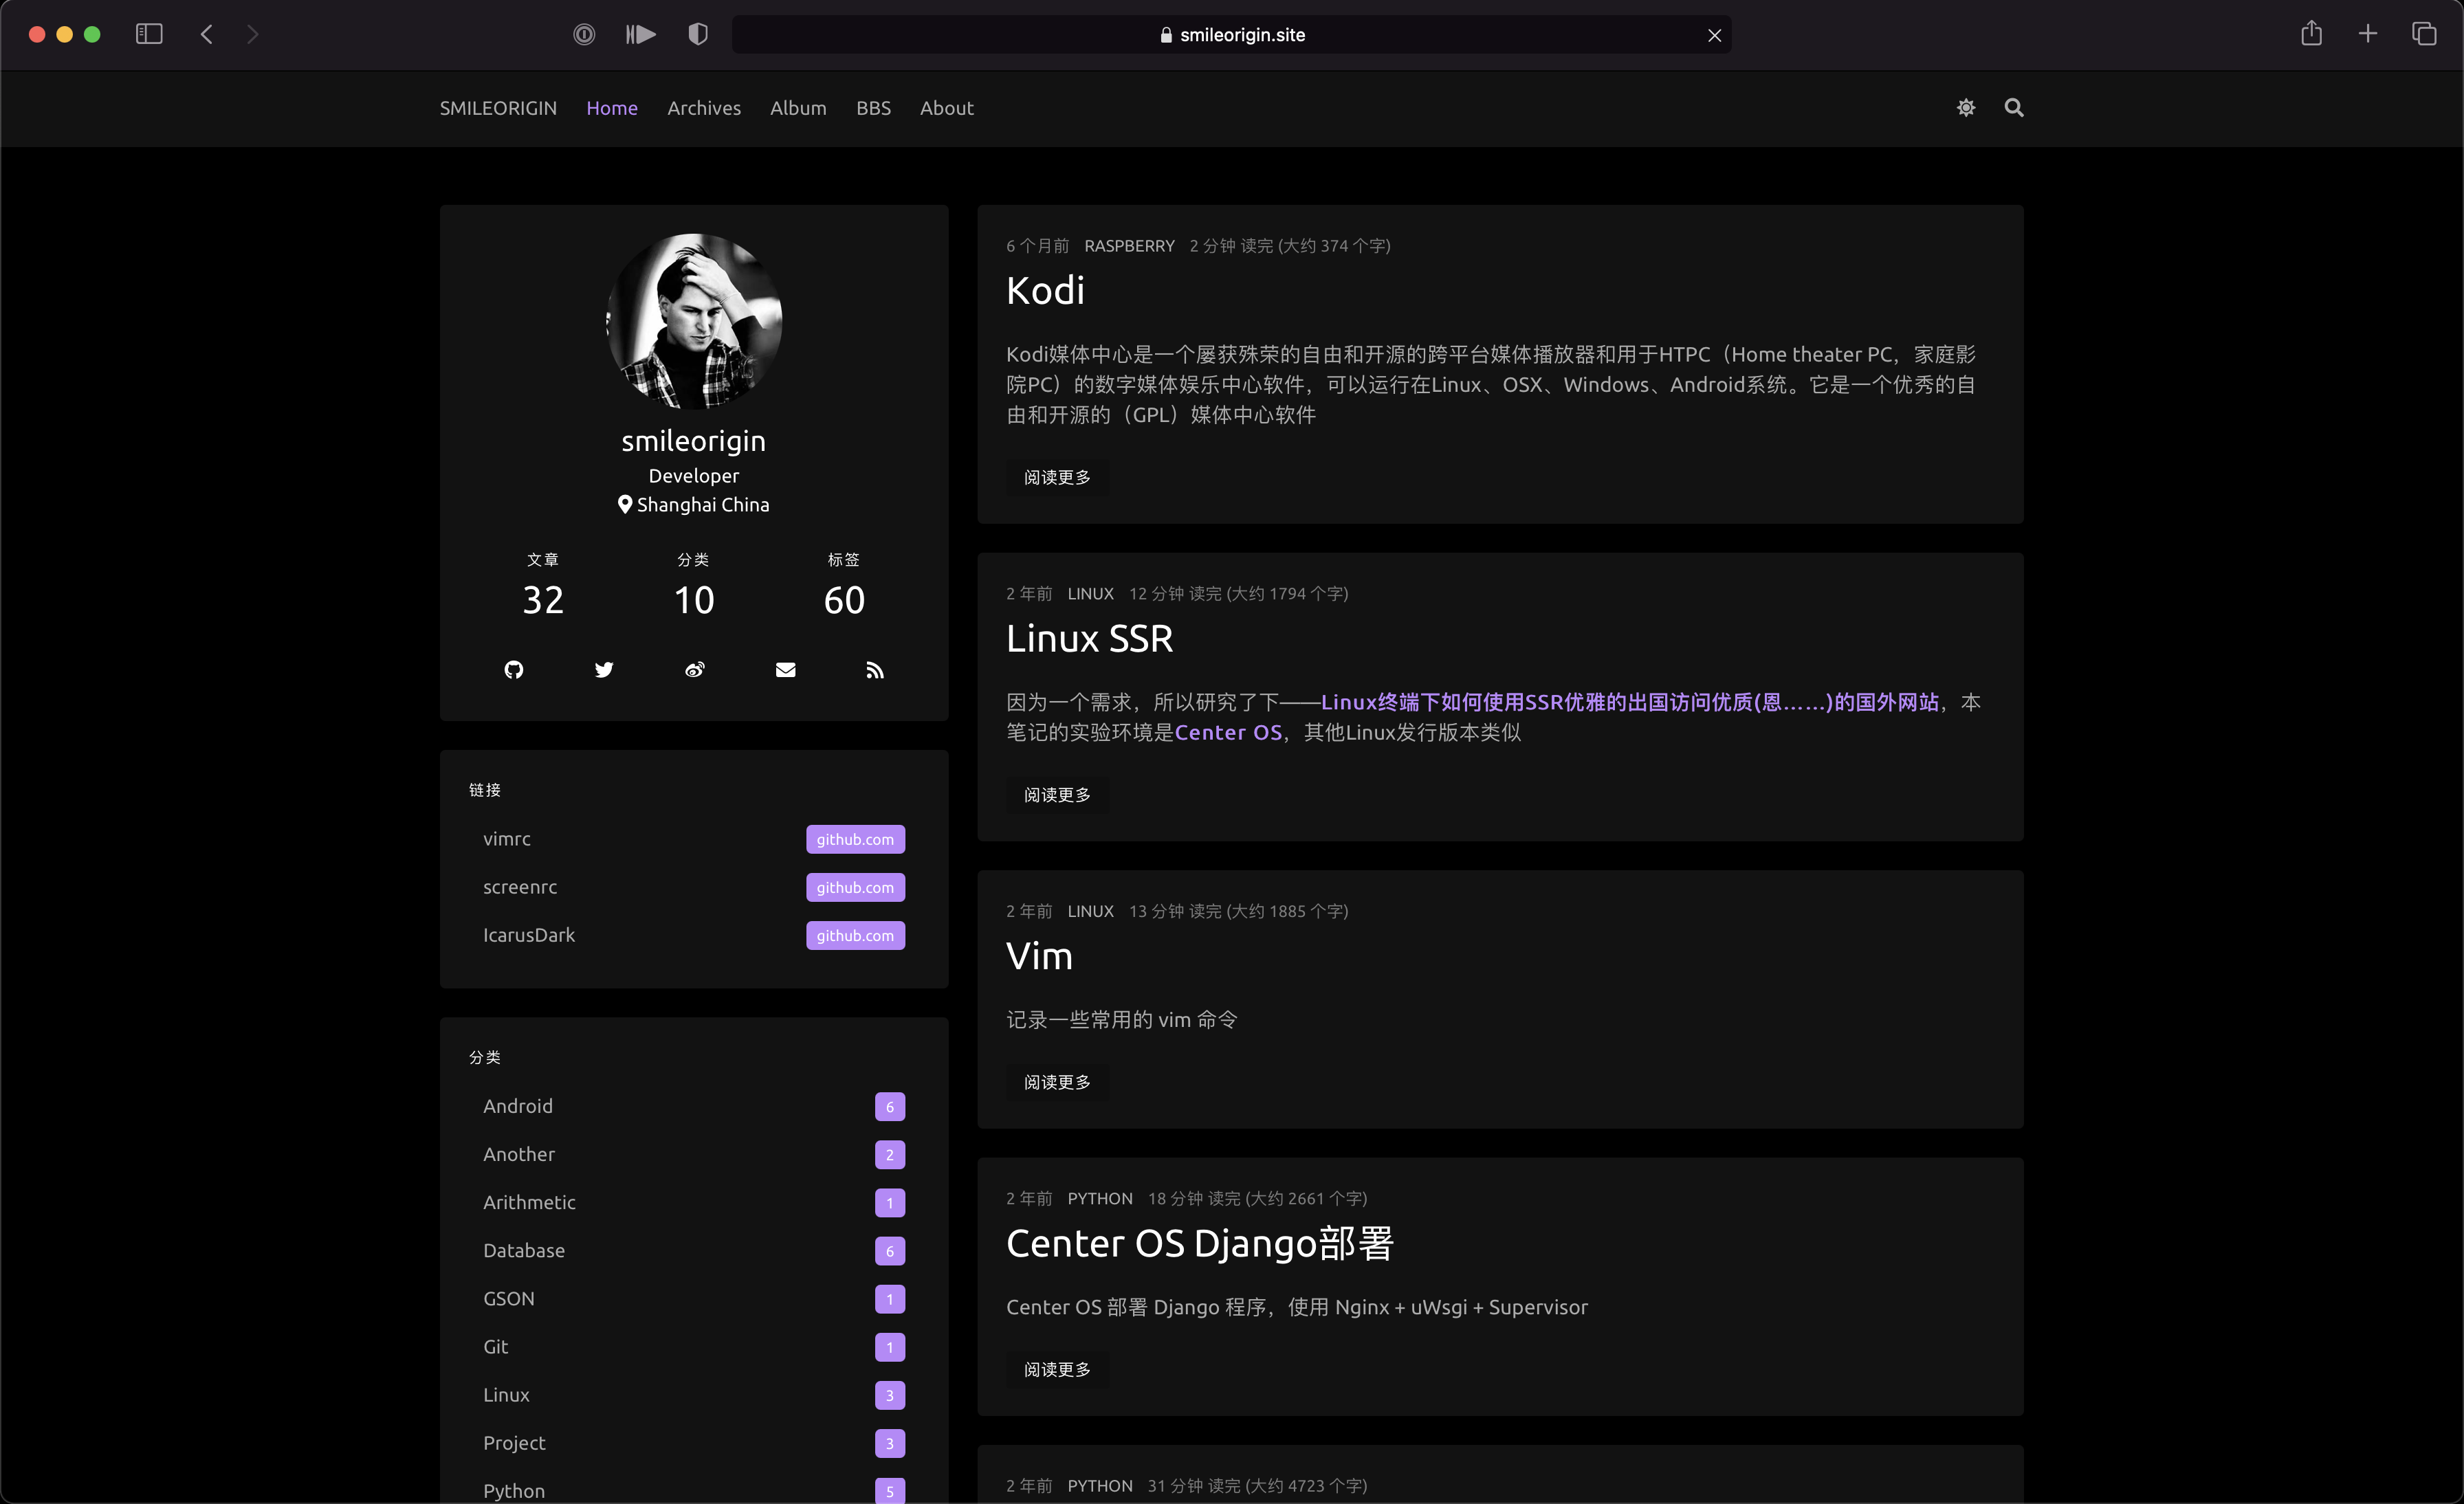 smileorigin.site
SMILEORIGIN Home Archives Album BBS About
smileorigin
Developer
Shanghai China
文章 分类 标签
32 10 60
链接
vimrc github.com
screenrc github.com
IcarusDark github.com
分类
Android 6
Another 2
Arithmetic 1
Database 6
GSON 1
Git 1
Linux 3
Project 3
Python 5
6 个月前 RASPBERRY 2 分钟 读完 (大约 374 个字)
Kodi
Kodi媒体中心是一个屡获殊荣的自由和开源的跨平台媒体播放器和用于HTPC（Home theater PC，家庭影
院PC）的数字媒体娱乐中心软件，可以运行在Linux、OSX、Windows、Android系统。它是一个优秀的自
由和开源的（GPL）媒体中心软件
阅读更多
2 年前 LINUX 12 分钟 读完 (大约 1794 个字)
Linux SSR
因为一个需求，所以研究了下——Linux终端下如何使用SSR优雅的出国访问优质(恩……)的国外网站，本
笔记的实验环境是Center OS，其他Linux发行版本类似
阅读更多
2 年前 LINUX 13 分钟 读完 (大约 1885 个字)
Vim
记录一些常用的 vim 命令
阅读更多
2 年前 PYTHON 18 分钟 读完 (大约 2661 个字)
Center OS Django部署
Center OS 部署 Django 程序，使用 Nginx + uWsgi + Supervisor
阅读更多
2 年前 PYTHON 31 分钟 读完 (大约 4723 个字)